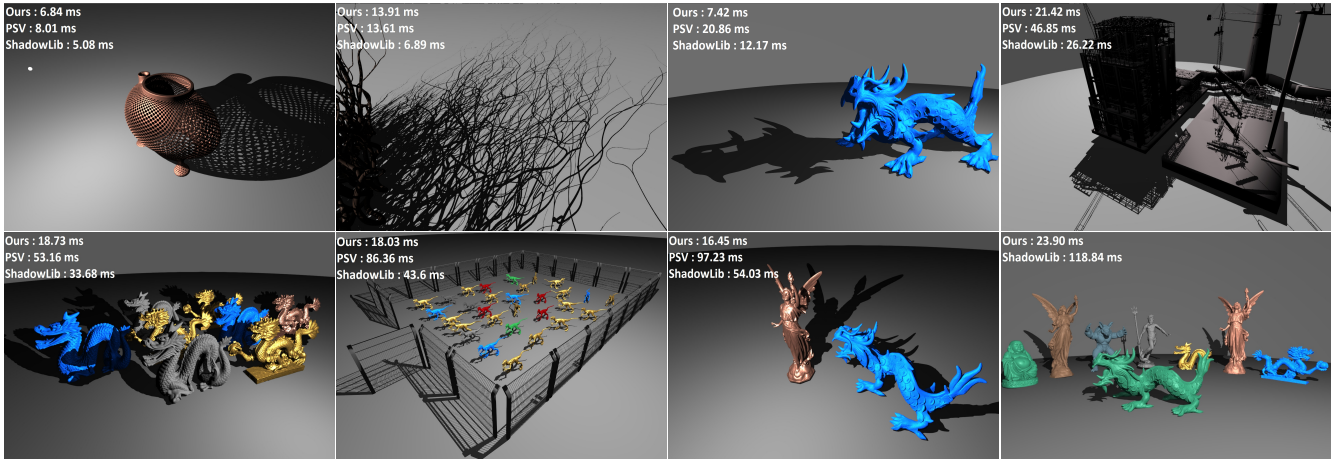 Ours : 6.84 ms
PSV : 8.01 ms
ShadowLib : 5.08 ms
Ours : 13.91 ms
PSV : 13.61 ms
ShadowLib : 6.89 ms
Ours : 7.42 ms
PSV : 20.86 ms
ShadowLib : 12.17 ms
Ours : 21.42 ms
PSV : 46.85 ms
ShadowLib : 26.22 ms
Ours : 18.73 ms
PSV : 53.16 ms
ShadowLib : 33.68 ms
Ours : 18.03 ms
PSV : 86.36 ms
ShadowLib : 43.6 ms
Ours : 16.45 ms
PSV : 97.23 ms
ShadowLib : 54.03 ms
Ours : 23.90 ms
ShadowLib : 118.84 ms